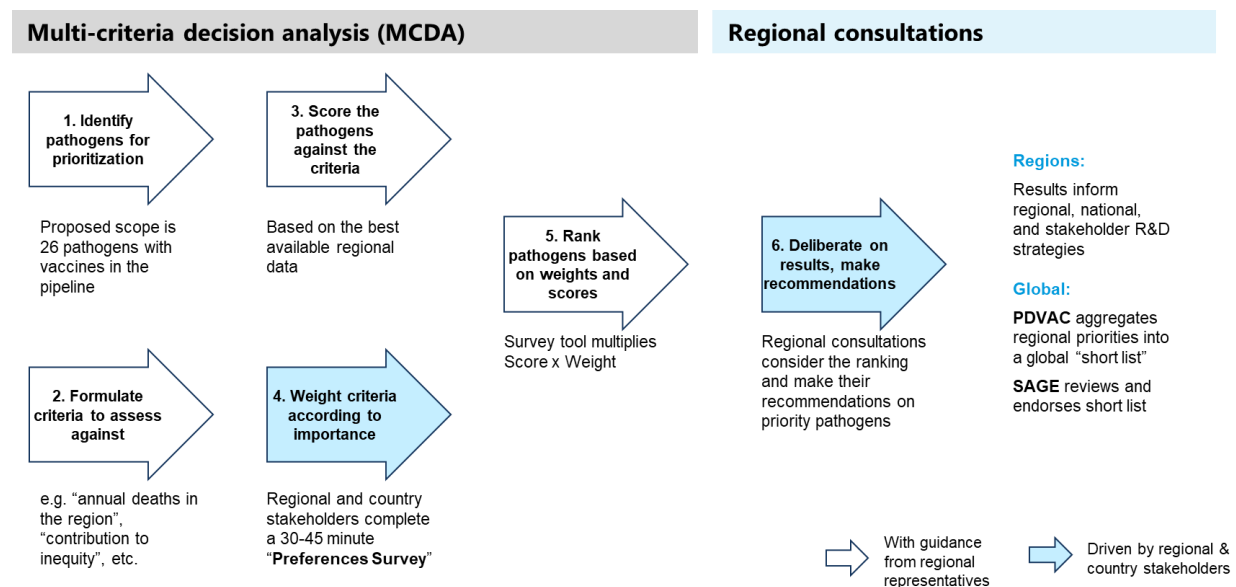 Multi-criteria decision analysis (MCDA)
Regional consultations
1. Identify
pathogens for
prioritization
Proposed scope is
26 pathogens with
vaccines in the
pipeline
2. Formulate
criteria to assess
against
e.g. “annual deaths in
the region”,
“contribution to
inequity”, etc.
3. Score the
pathogens
against the
criteria
Based on the best
available regional
data
4. Weight criteria
according to
importance
Regional and country
stakeholders complete
a 30-45 minute
“Preferences Survey”
5. Rank
pathogens based
on weights and
scores
Survey tool multiplies
Score x Weight
6. Deliberate on
results, make
recommendations
Regional consultations
consider the ranking
and make their
recommendations on
priority pathogens
Regions:
Results inform
regional, national,
and stakeholder R&D
strategies
Global:
PDVAC aggregates
regional priorities into
a global “short list”
SAGE reviews and
endorses short list
With guidance
from regional
representatives
Driven by regional &
country stakeholders